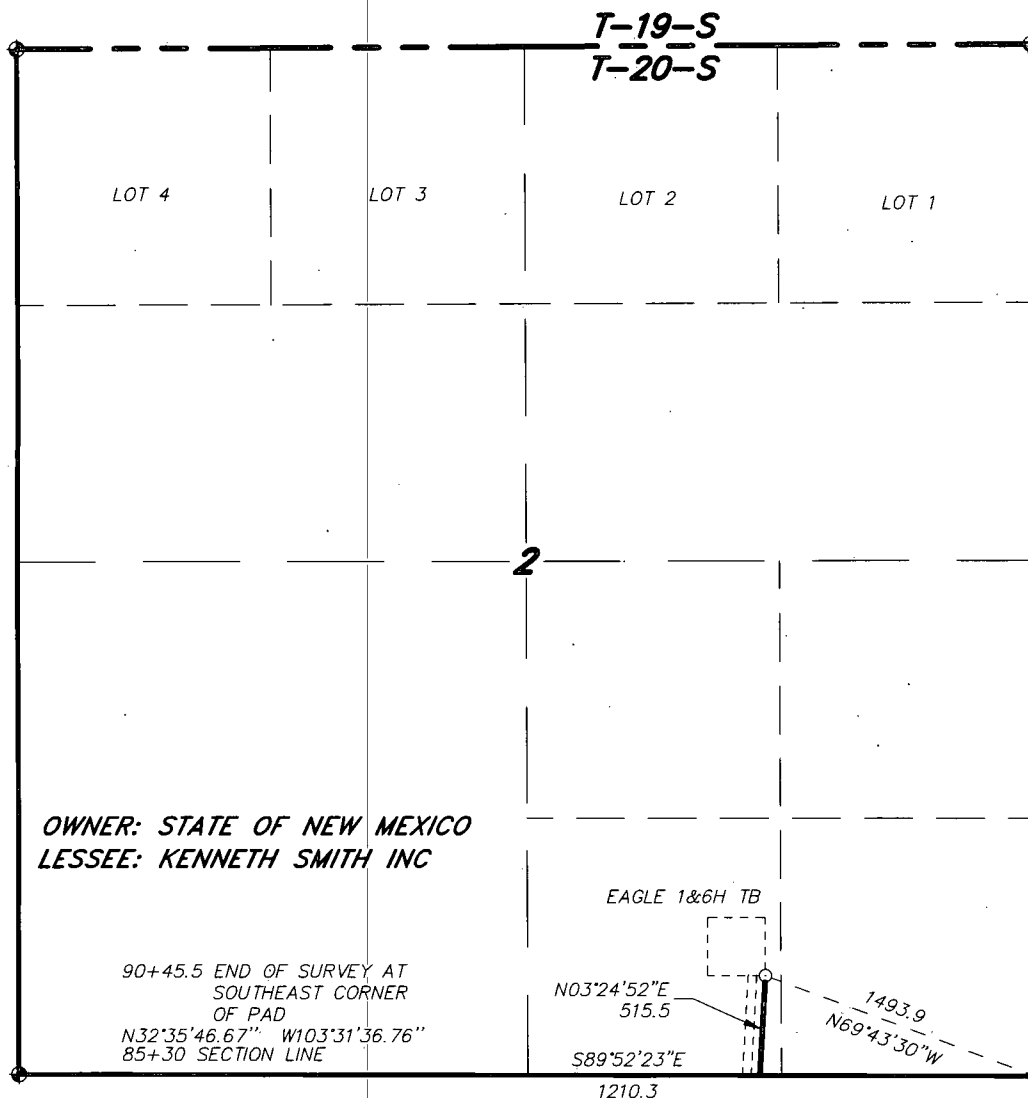 T-19-S
T-20-S
LOT 4
LOT 3
LOT 2
LOT 1
2
OWNER: STATE OF NEW MEXICO
LESSEE: KENNETH SMITH INC
EAGLE 1&6H TB
90+45.5 END OF SURVEY AT
SOUTHEAST CORNER
OF PAD
N32°35'46.67" W103°31'36.76"
85+30 SECTION LINE
N03°24'52"E
515.5
1493.9
N69°43'30"W
S89°52'23"E
1210.3